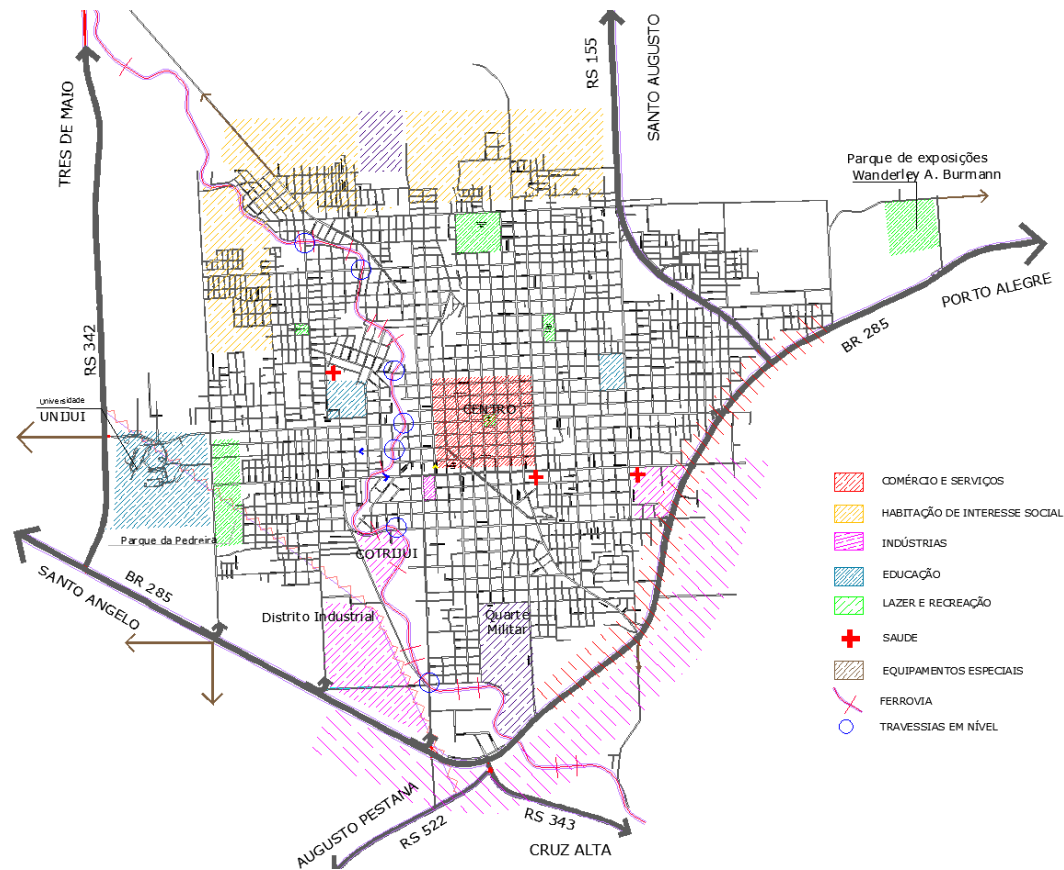 RS 155
SANTO AUGUSTO
TRES DE MAIO
Parque de exposições
Wanderley A. Burmann
PORTO ALEGRE
BR 285
RS 342
Universidade
UNIJUI
CENTRO
Parque da Pedreira
COTRIJUI
SANTO ANGELO
BR 285
Distrito Industrial
Quarte
Militar
AUGUSTO PESTANA
RS 522
RS 343
CRUZ ALTA
COMÉRCIO E SERVIÇOS
HABITAÇÃO DE INTERESSE SOCIAL
INDÚSTRIAS
EDUCAÇÃO
LAZER E RECREAÇÃO
SAUDE
EQUIPAMENTOS ESPECIAIS
FERROVIA
TRAVESSIAS EM NÍVEL